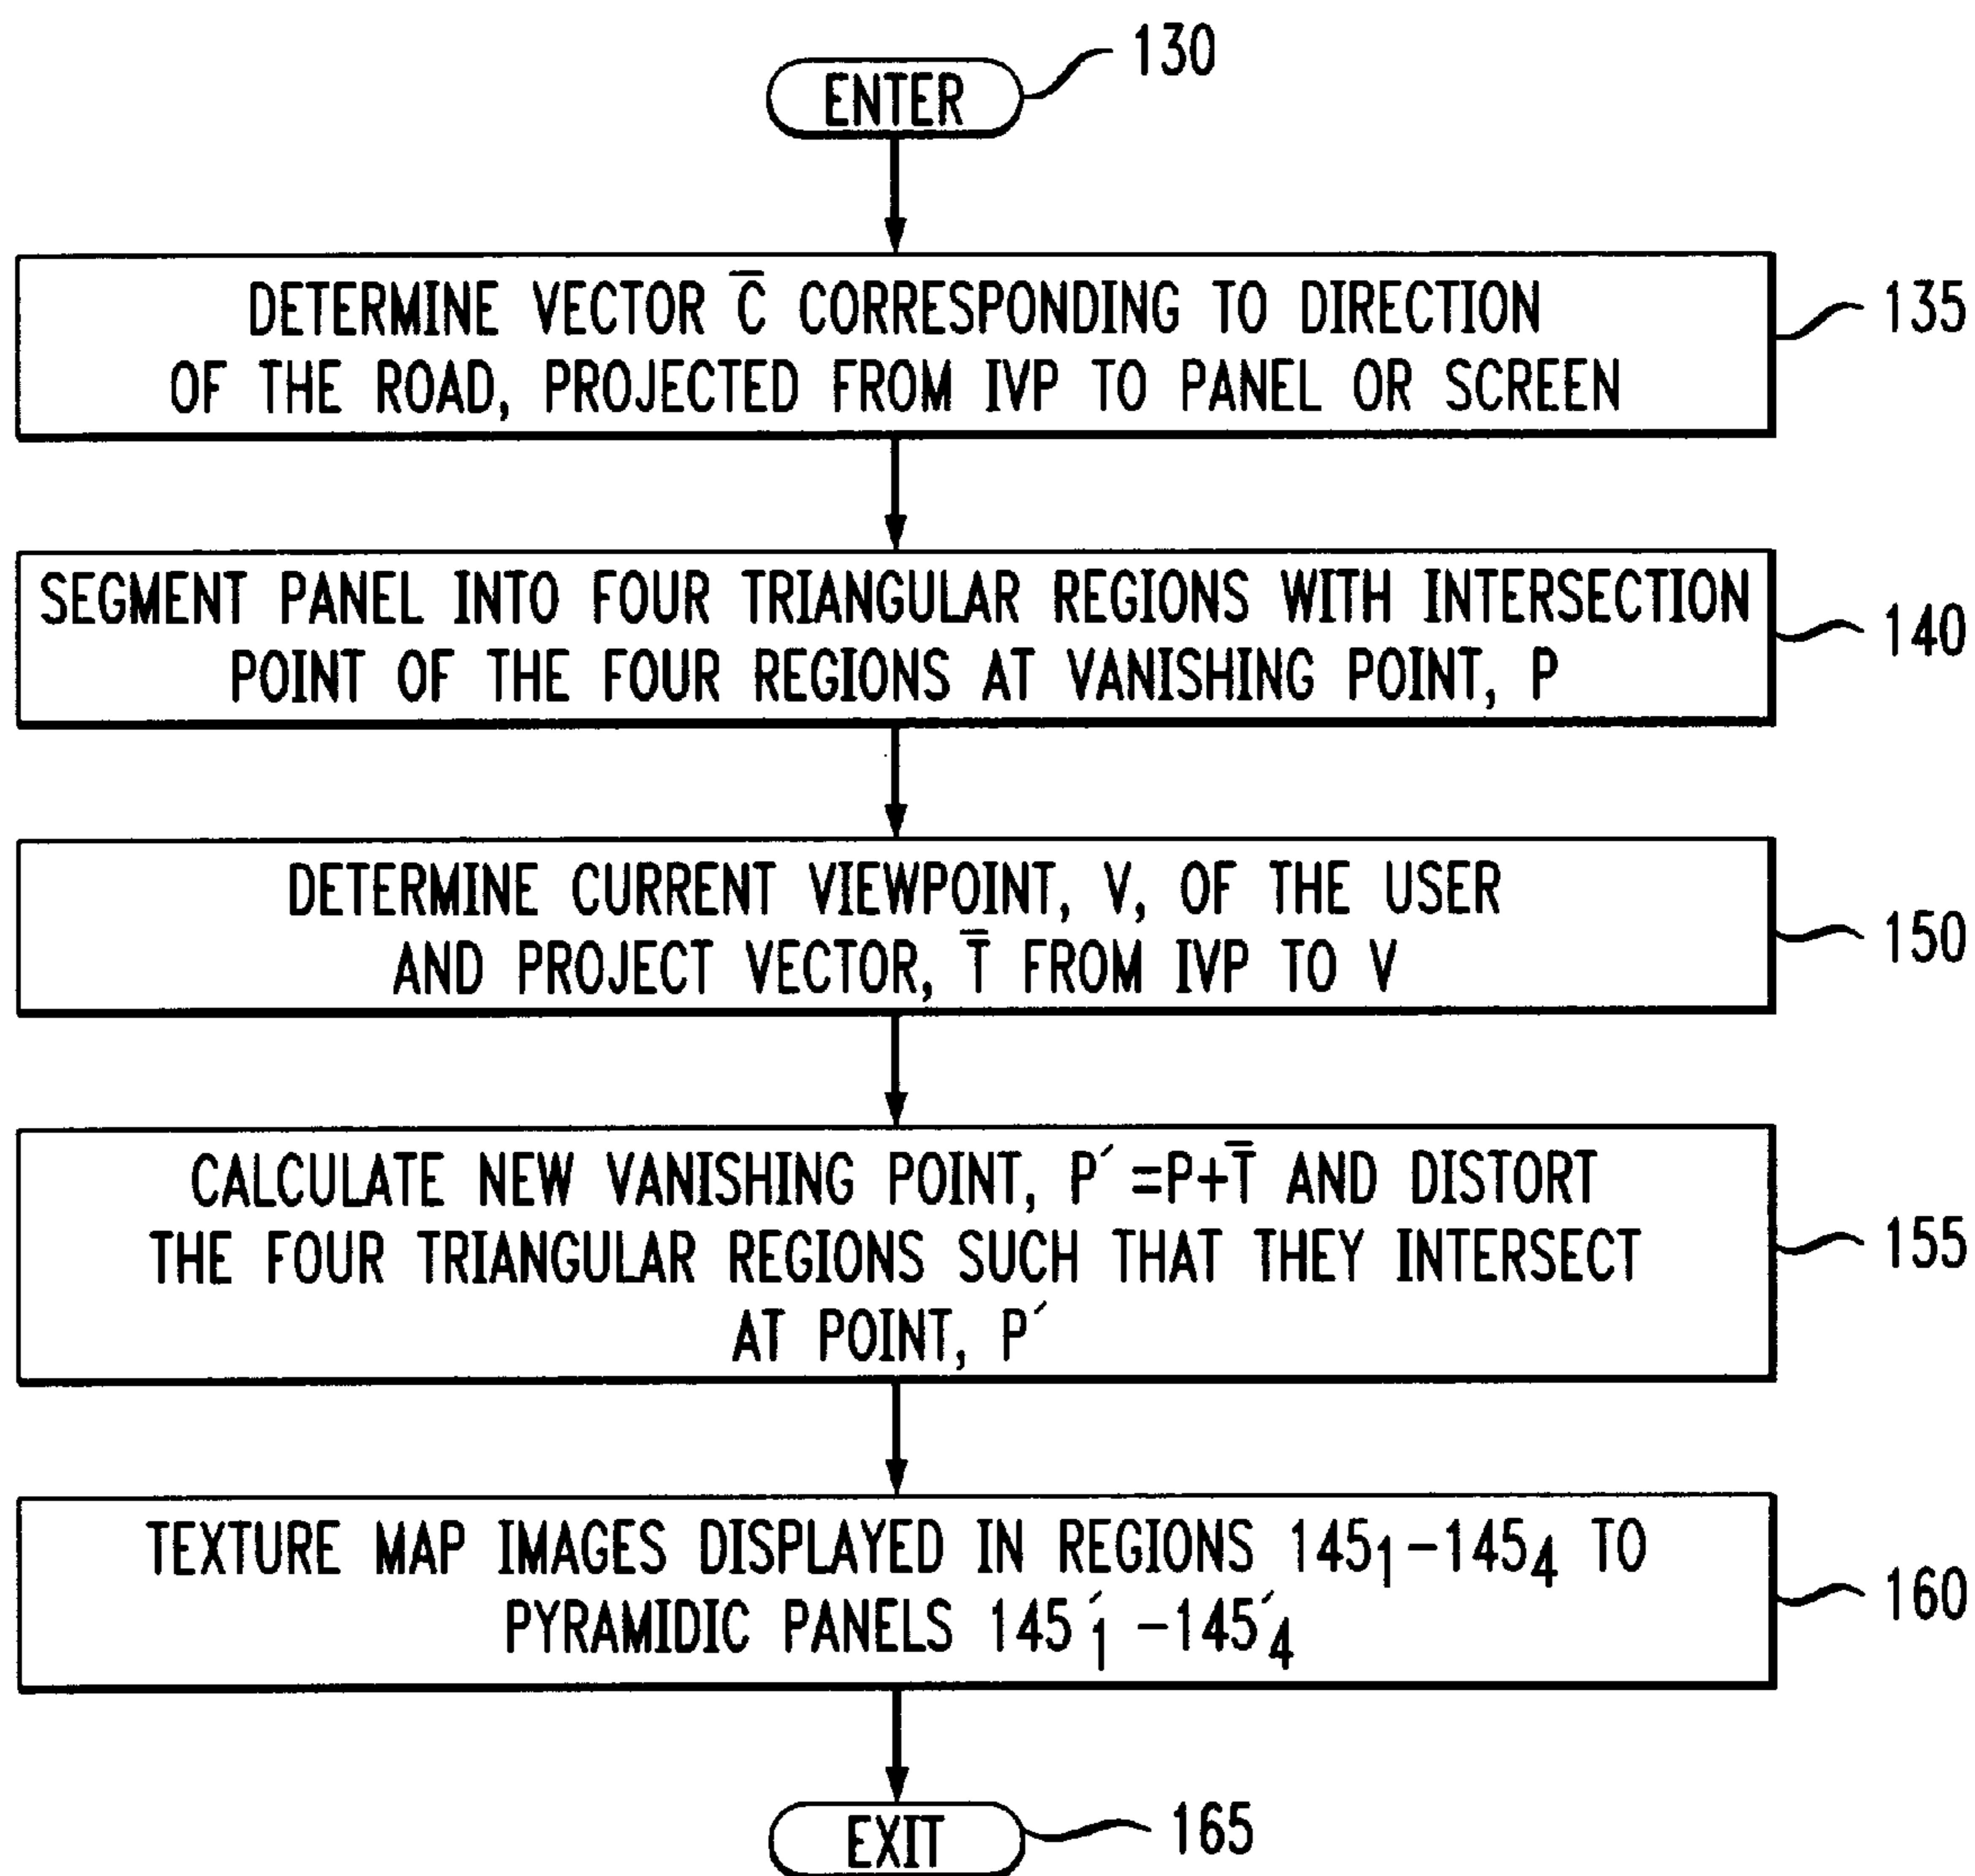 130
ENTER
DETERMINE VECTOR C̅ CORRESPONDING TO DIRECTION
OF THE ROAD, PROJECTED FROM IVP TO PANEL OR SCREEN
135
SEGMENT PANEL INTO FOUR TRIANGULAR REGIONS WITH INTERSECTION
POINT OF THE FOUR REGIONS AT VANISHING POINT, P
140
DETERMINE CURRENT VIEWPOINT, V, OF THE USER
AND PROJECT VECTOR, T̅ FROM IVP TO V
150
CALCULATE NEW VANISHING POINT, P′=P+T̅ AND DISTORT
THE FOUR TRIANGULAR REGIONS SUCH THAT THEY INTERSECT
AT POINT, P′
155
TEXTURE MAP IMAGES DISPLAYED IN REGIONS 145₁–145₄ TO
PYRAMIDIC PANELS 145′₁–145′₄
160
EXIT
165